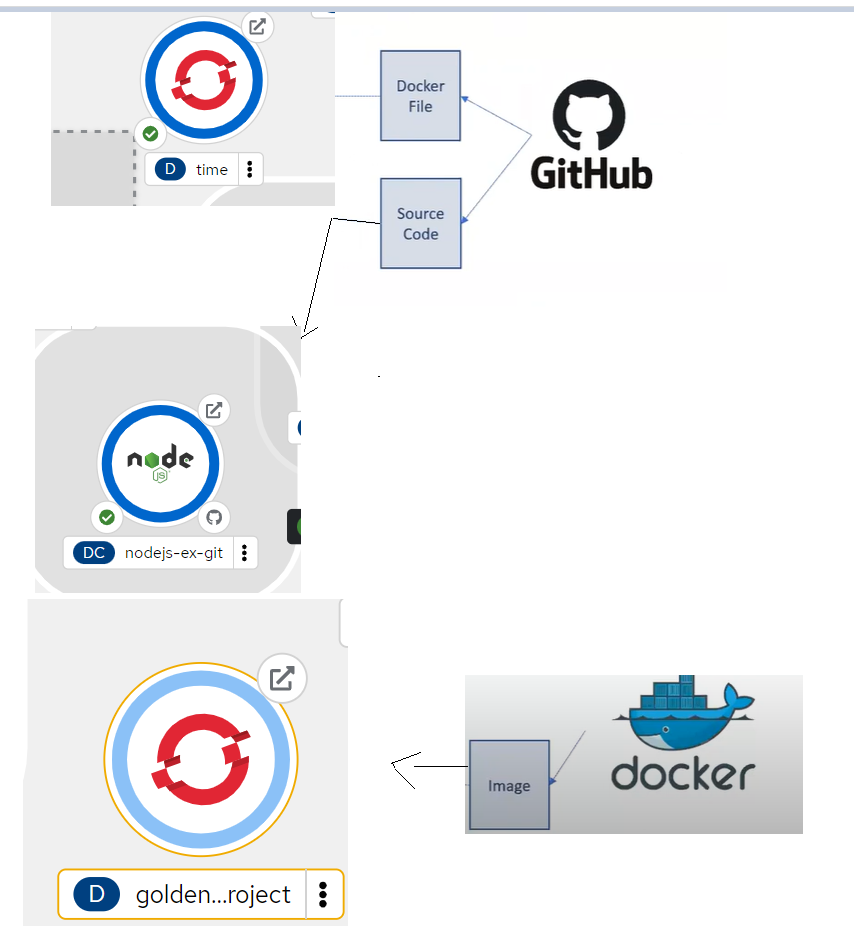 Docker
File
GitHub
D time
Source
Code
node
JS
DC nodejs-ex-git
docker
Image
D golden...roject